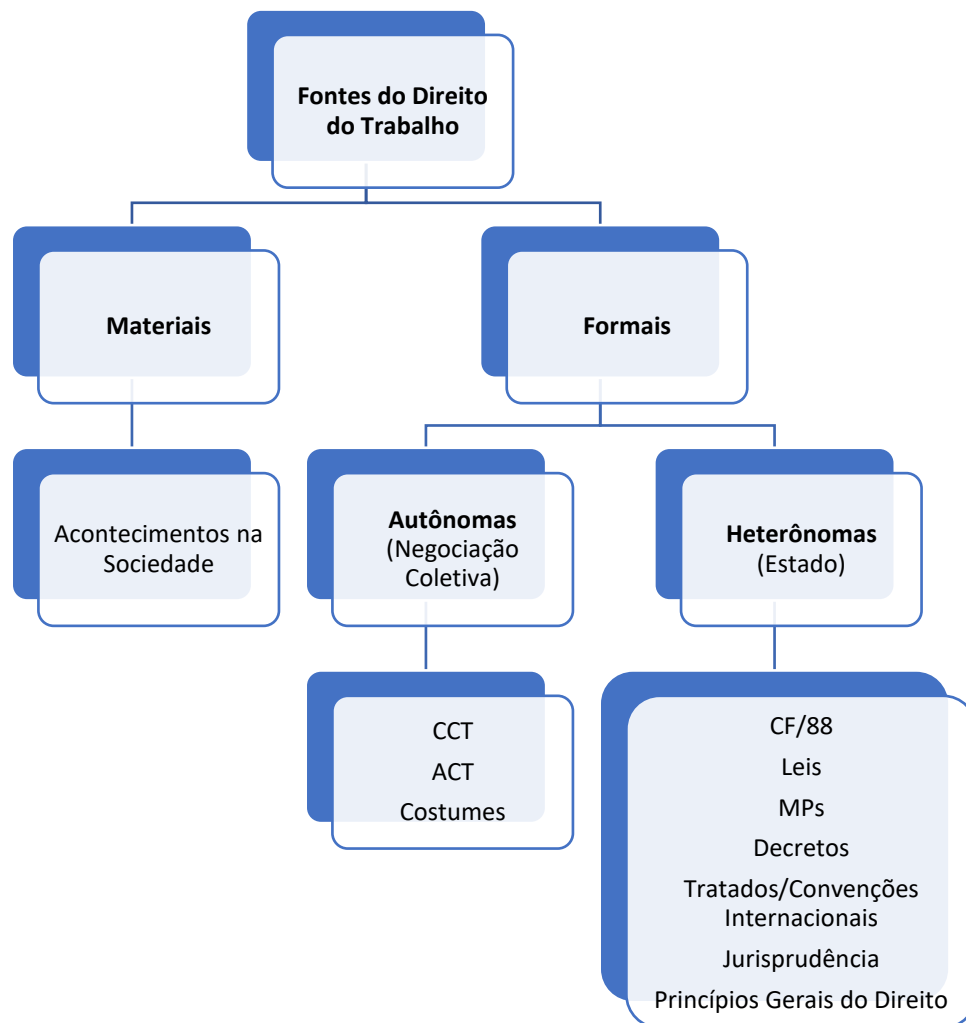 Fontes do Direito
do Trabalho
Materiais
Formais
Acontecimentos na
Sociedade
Autônomas
(Negociação
Coletiva)
Heterônomas
(Estado)
CCT
ACT
Costumes
CF/88
Leis
MPs
Decretos
Tratados/Convenções
Internacionais
Jurisprudência
Princípios Gerais do Direito